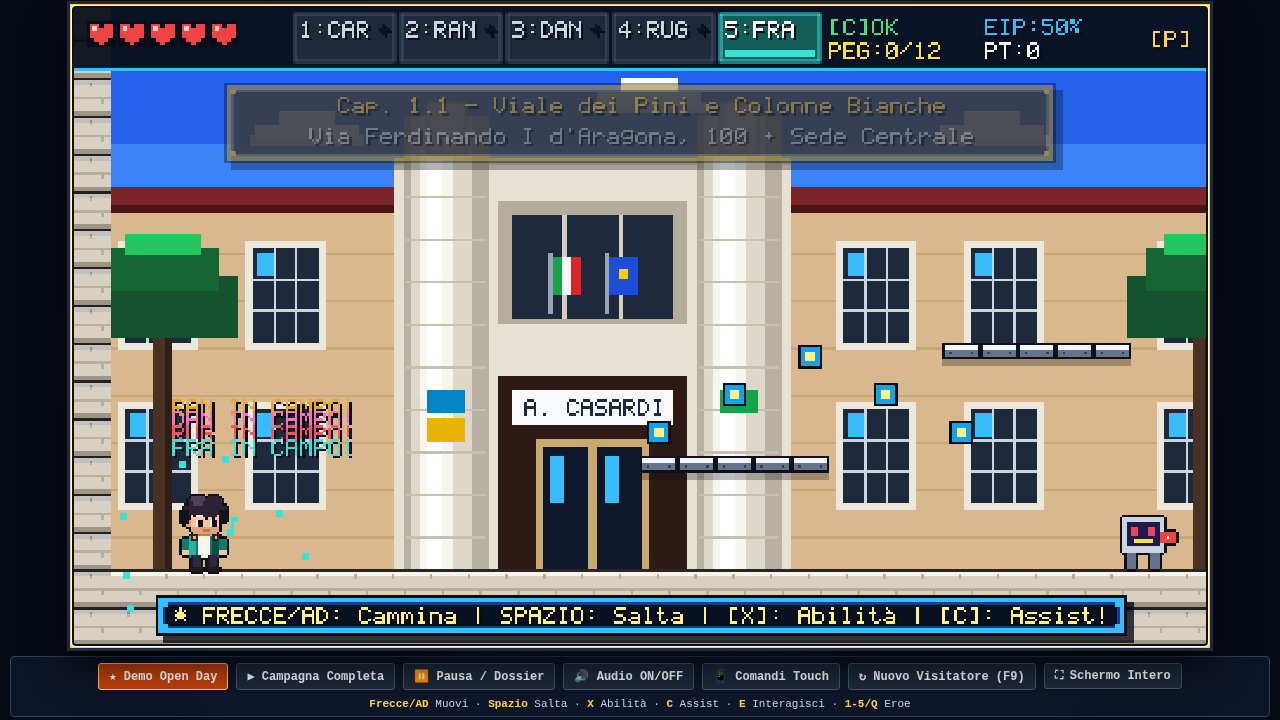 1:CAR 2:RAN 3:DAN 4:RUG 5:FRA
[C]OK EIP:50%
PEG:0/12 PT:0
[P]
Cap. 1.1 - Viale dei Pini e Colonne Bianche
Via Ferdinando I d'Aragona, 100 + Sede Centrale
A. CASARDI
RAN IN CAMPO!
FRA IN CAMPO!
☀ FRECCE/AD: Cammina | SPAZIO: Salta | [X]: Abilità | [C]: Assist!
★ Demo Open Day ▶ Campagna Completa ⏸ Pausa / Dossier 🔊 Audio ON/OFF 📱 Comandi Touch ↻ Nuovo Visitatore (F9) ⛶ Schermo Intero
Frecce/AD Muovi · Spazio Salta · X Abilità · C Assist · E Interagisci · 1-5/Q Eroe